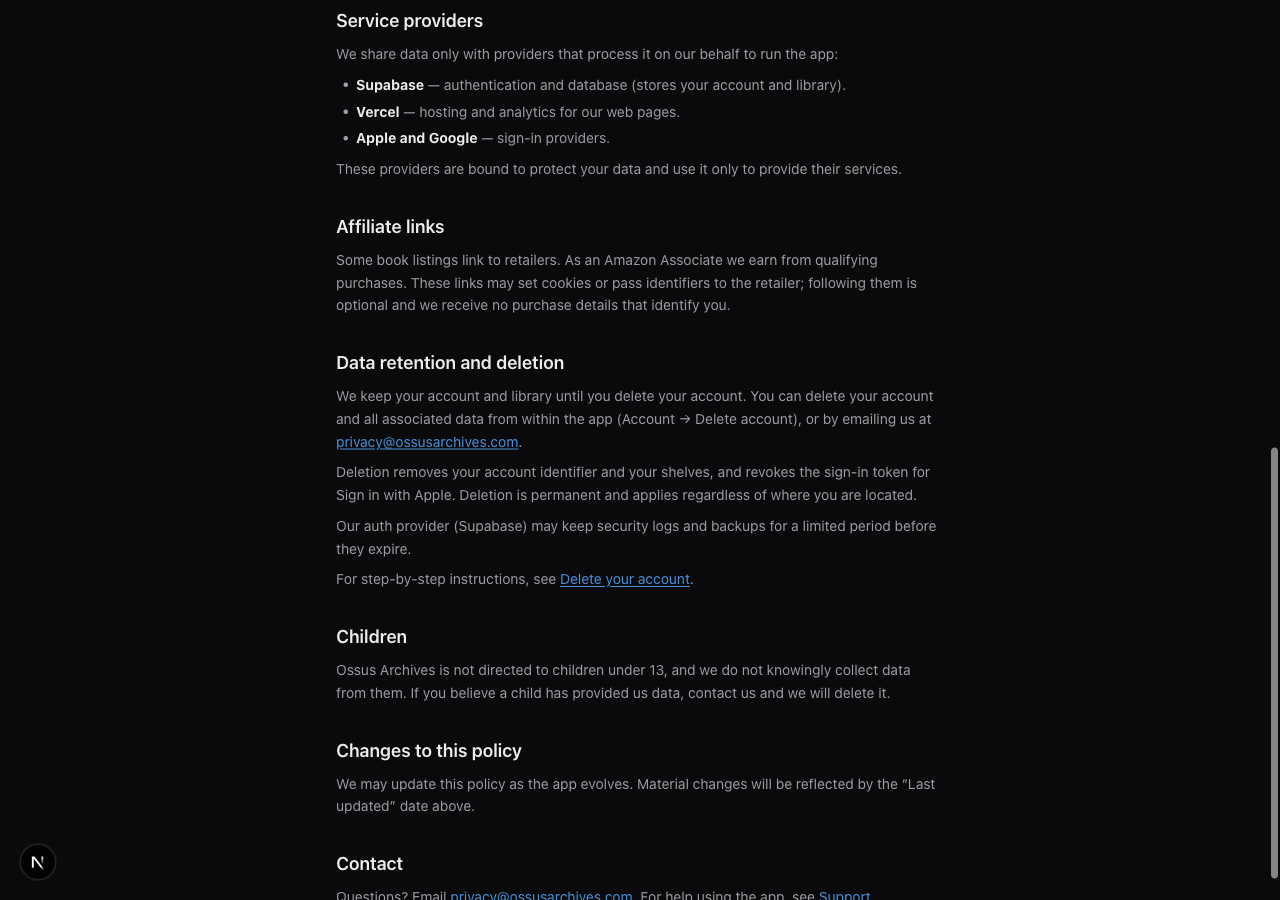 Service providers
We share data only with providers that process it on our behalf to run the app:
• Supabase — authentication and database (stores your account and library).
• Vercel — hosting and analytics for our web pages.
• Apple and Google — sign-in providers.
These providers are bound to protect your data and use it only to provide their services.
Affiliate links
Some book listings link to retailers. As an Amazon Associate we earn from qualifying
purchases. These links may set cookies or pass identifiers to the retailer; following them is
optional and we receive no purchase details that identify you.
Data retention and deletion
We keep your account and library until you delete your account. You can delete your account
and all associated data from within the app (Account → Delete account), or by emailing us at
privacy@ossusarchives.com.
Deletion removes your account identifier and your shelves, and revokes the sign-in token for
Sign in with Apple. Deletion is permanent and applies regardless of where you are located.
Our auth provider (Supabase) may keep security logs and backups for a limited period before
they expire.
For step-by-step instructions, see Delete your account.
Children
Ossus Archives is not directed to children under 13, and we do not knowingly collect data
from them. If you believe a child has provided us data, contact us and we will delete it.
Changes to this policy
We may update this policy as the app evolves. Material changes will be reflected by the “Last
updated” date above.
N
Contact
Questions? Email privacy@ossusarchives.com. For help using the app, see Support.